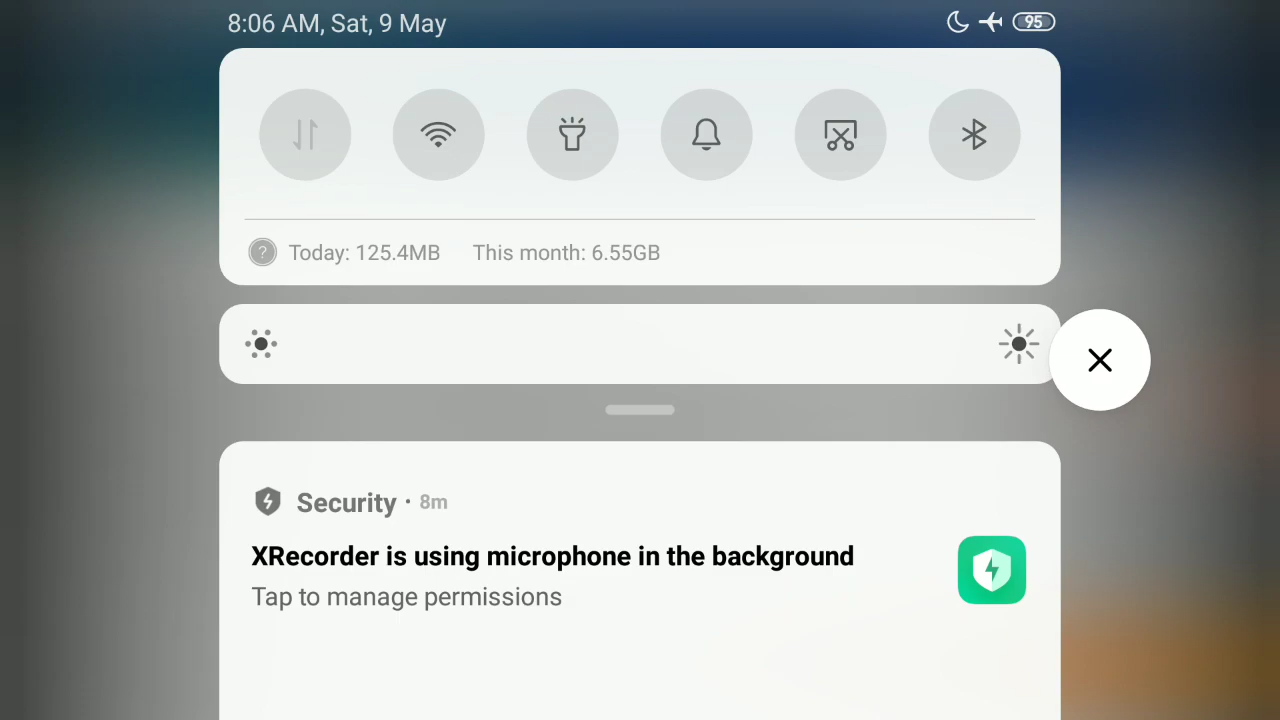 8:06 AM, Sat, 9 May
95
?
Today: 125.4MB This month: 6.55GB
Security · 8m
XRecorder is using microphone in the background
Tap to manage permissions